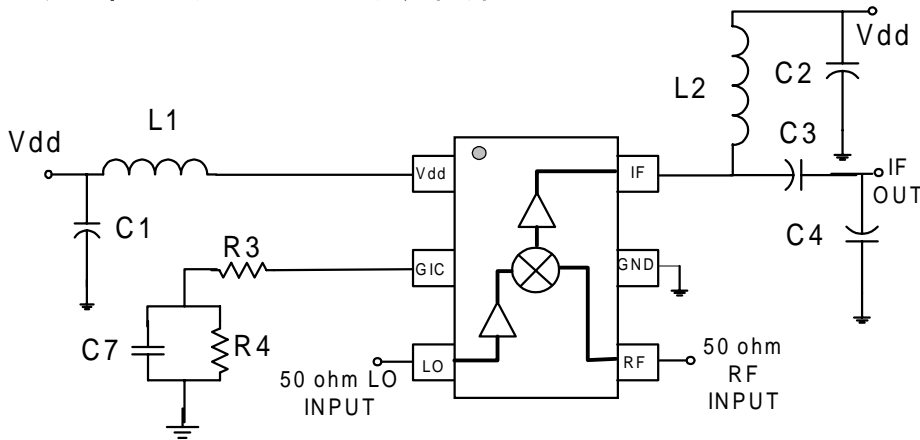 Vdd
C2
L2
C3
L1
Vdd
Vdd
IF
IF
OUT
C1
C4
R3
GIC
GND
C7
R4
LO
RF
50 ohm LO
INPUT
50 ohm
RF
INPUT